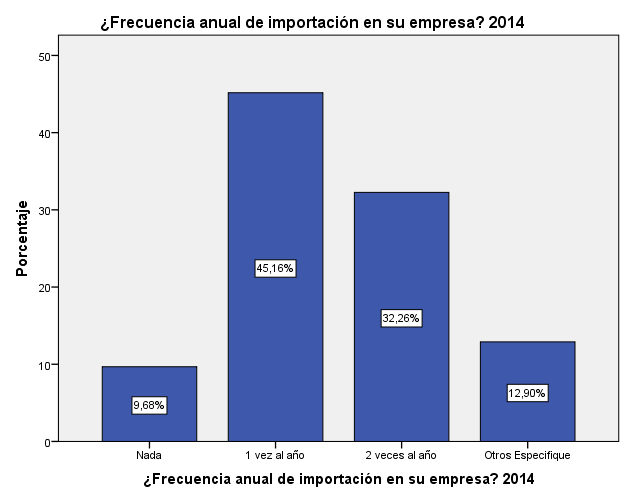 ¿Frecuencia anual de importación en su empresa? 2014
50
40
30
20
10
0
Porcentaje
9,68%
45,16%
32,26%
12,90%
Nada
1 vez al año
2 veces al año
Otros Especifique
¿Frecuencia anual de importación en su empresa? 2014